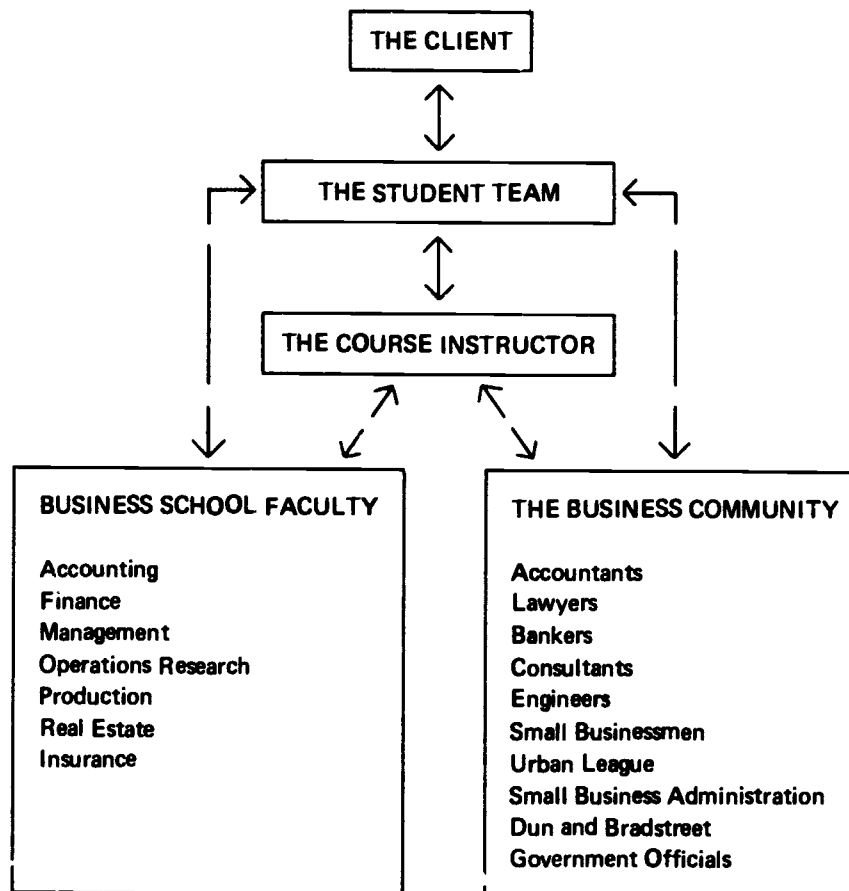 THE CLIENT
THE STUDENT TEAM
THE COURSE INSTRUCTOR
BUSINESS SCHOOL FACULTY
Accounting
Finance
Management
Operations Research
Production
Real Estate
Insurance
THE BUSINESS COMMUNITY
Accountants
Lawyers
Bankers
Consultants
Engineers
Small Businessmen
Urban League
Small Business Administration
Dun and Bradstreet
Government Officials